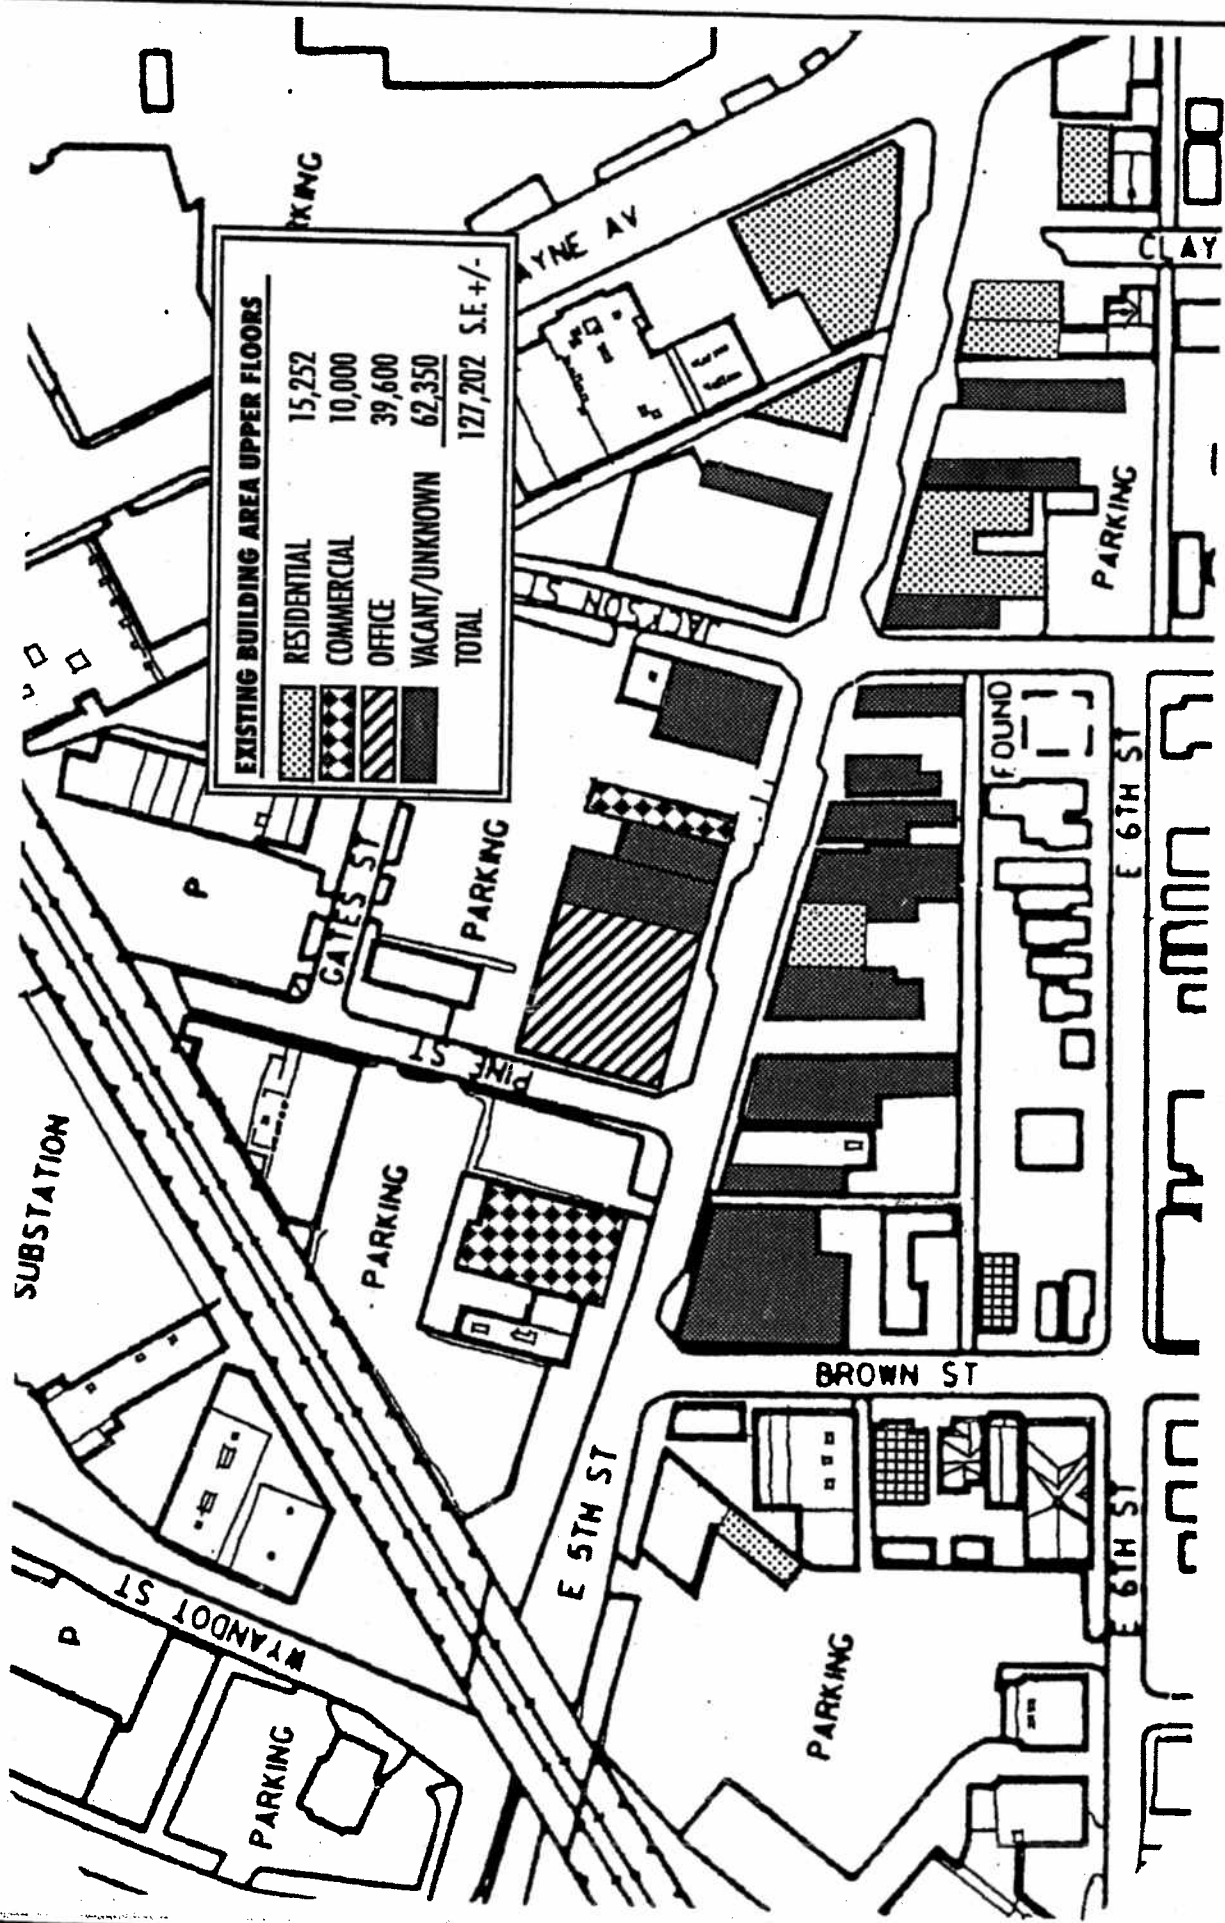 EXISTING BUILDING AREA UPPER FLOORS
RESIDENTIAL 15,252
COMMERCIAL 10,000
OFFICE 39,600
VACANT/UNKNOWN 62,350
TOTAL 127,202 S.F. +/-
RKING
AYNE AV
CLAY
JACKSON ST
PARKING
FOUND
E 6TH ST
P
GATES ST
PARKING
PINE ST
SUBSTATION
PARKING
BROWN ST
E 5TH ST
E 6TH ST
WYANDOT ST
P
PARKING
PARKING